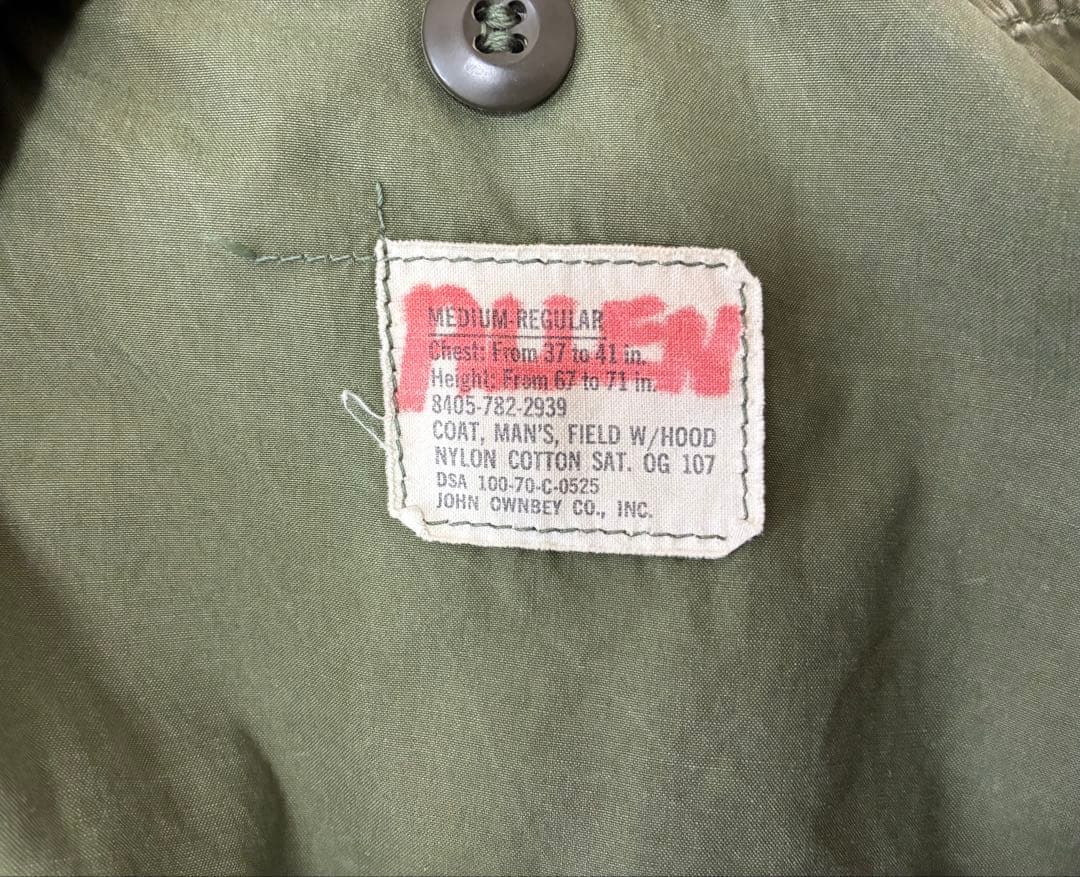 ALLEN
MEDIUM-REGULAR
Chest: From 37 to 41 in.
Height: From 67 to 71 in.
8405-782-2939
COAT, MAN'S, FIELD W/HOOD
NYLON COTTON SAT. OG 107
DSA 100-70-C-0525
JOHN OWNBEY CO., INC.